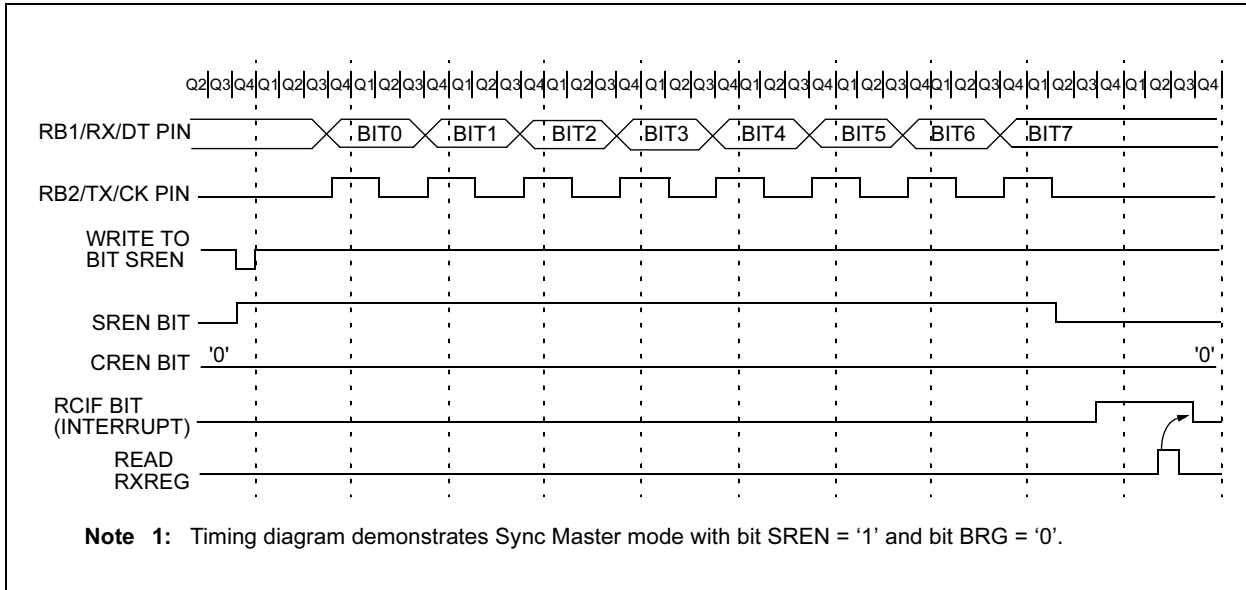 Q2 Q3 Q4 Q1 Q2 Q3 Q4 Q1 Q2 Q3 Q4 Q1 Q2 Q3 Q4 Q1 Q2 Q3 Q4 Q1 Q2 Q3 Q4 Q1 Q2 Q3 Q4 Q1 Q2 Q3 Q4 Q1 Q2 Q3 Q4 Q1 Q2 Q3 Q4 Q1 Q2 Q3 Q4
RB1/RX/DT PIN BIT0 BIT1 BIT2 BIT3 BIT4 BIT5 BIT6 BIT7
RB2/TX/CK PIN
WRITE TO
BIT SREN
SREN BIT
CREN BIT '0' '0'
RCIF BIT
(INTERRUPT)
READ
RXREG
Note 1: Timing diagram demonstrates Sync Master mode with bit SREN = ‘1’ and bit BRG = ‘0’.